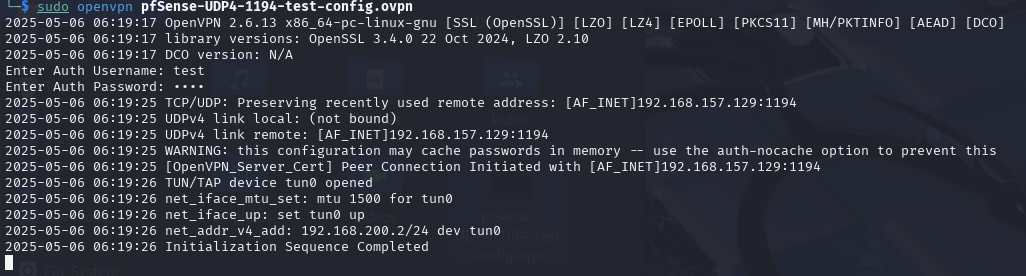 └─$ sudo openvpn pfSense-UDP4-1194-test-config.ovpn
2025-05-06 06:19:17 OpenVPN 2.6.13 x86_64-pc-linux-gnu [SSL (OpenSSL)] [LZO] [LZ4] [EPOLL] [PKCS11] [MH/PKTINFO] [AEAD] [DCO]
2025-05-06 06:19:17 library versions: OpenSSL 3.4.0 22 Oct 2024, LZO 2.10
2025-05-06 06:19:17 DCO version: N/A
Enter Auth Username: test
Enter Auth Password: ••••
2025-05-06 06:19:25 TCP/UDP: Preserving recently used remote address: [AF_INET]192.168.157.129:1194
2025-05-06 06:19:25 UDPv4 link local: (not bound)
2025-05-06 06:19:25 UDPv4 link remote: [AF_INET]192.168.157.129:1194
2025-05-06 06:19:25 WARNING: this configuration may cache passwords in memory -- use the auth-nocache option to prevent this
2025-05-06 06:19:25 [OpenVPN_Server_Cert] Peer Connection Initiated with [AF_INET]192.168.157.129:1194
2025-05-06 06:19:26 TUN/TAP device tun0 opened
2025-05-06 06:19:26 net_iface_mtu_set: mtu 1500 for tun0
2025-05-06 06:19:26 net_iface_up: set tun0 up
2025-05-06 06:19:26 net_addr_v4_add: 192.168.200.2/24 dev tun0
2025-05-06 06:19:26 Initialization Sequence Completed
File System